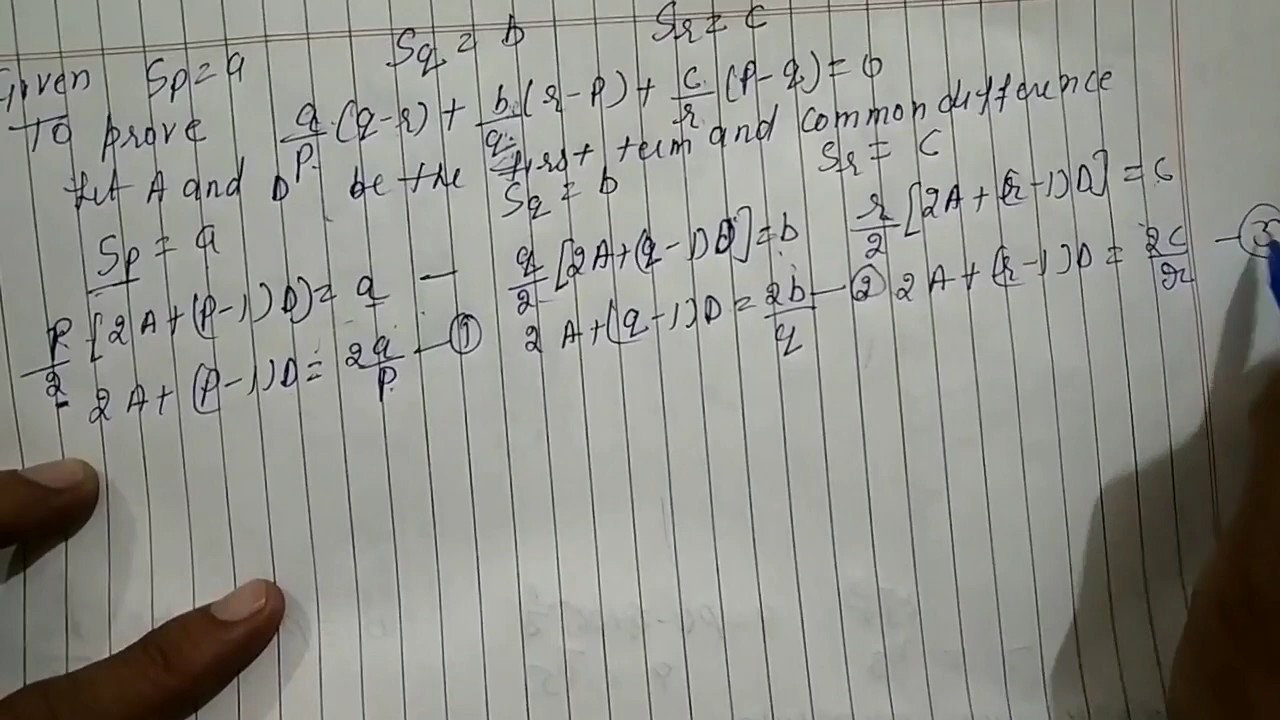 Given Sp = a Sq = b Sr = c
To prove a/p (q-r) + b/q (r-p) + c/r (p-q) = 0
Let A and D be the first term and common difference
Sp = a Sq = b Sr = c
p/2 [2A+(p-1)D] = a — q/2 [2A+(q-1)D] = b r/2 [2A+(r-1)D] = c
2A+(p-1)D = 2a/p — ① 2A+(q-1)D = 2b/q — ② 2A+(r-1)D = 2c/r — ③